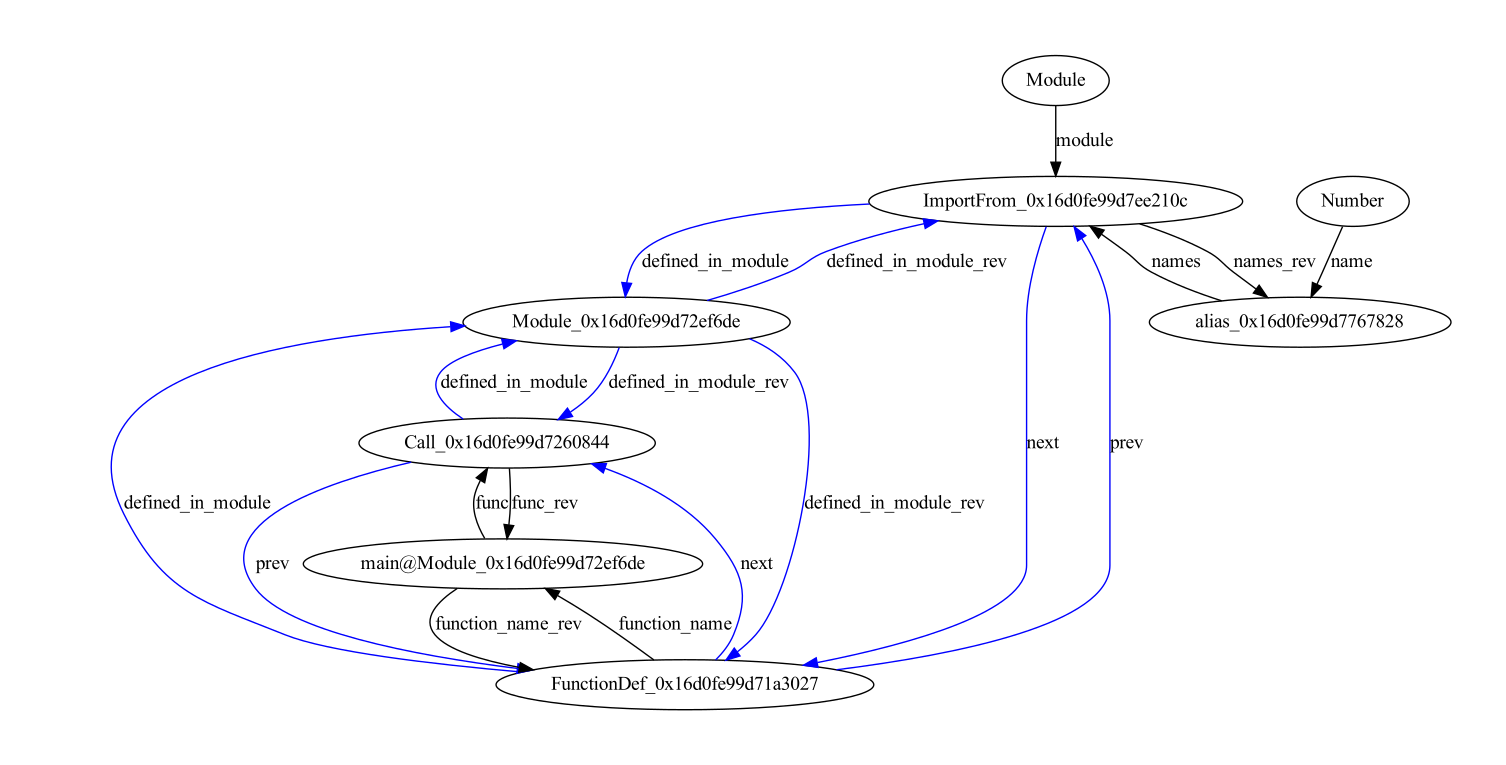 Module
module
ImportFrom_0x16d0fe99d7ee210c
Number
defined_in_module
defined_in_module_rev
names
names_rev
name
Module_0x16d0fe99d72ef6de
alias_0x16d0fe99d7767828
defined_in_module
defined_in_module_rev
Call_0x16d0fe99d7260844
next
prev
defined_in_module
func
func_rev
defined_in_module_rev
prev
main@Module_0x16d0fe99d72ef6de
next
function_name_rev
function_name
FunctionDef_0x16d0fe99d71a3027